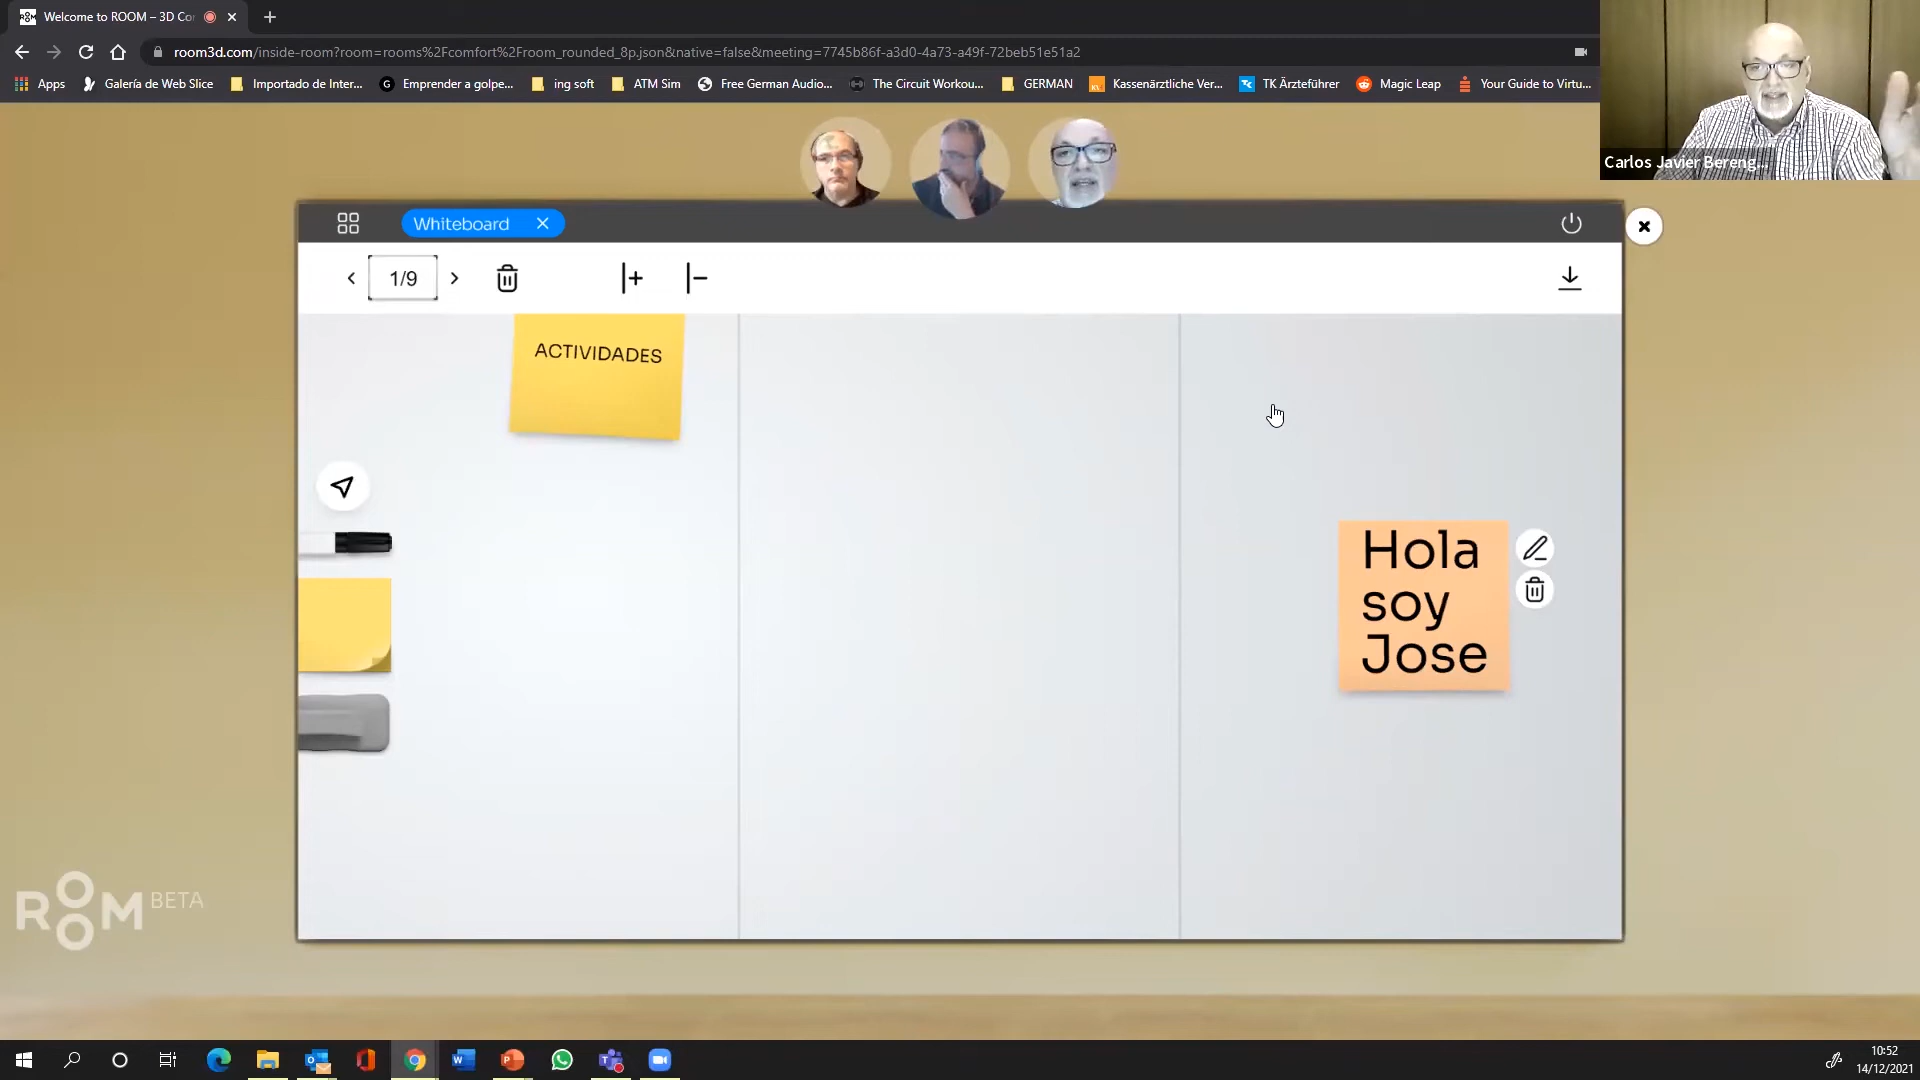 Welcome to ROOM – 3D Co
room3d.com/inside-room?room=rooms%2Fcomfort%2Froom_rounded_8p.json&native=false&meeting=7745b86f-a3d0-4a73-a49f-72beb51e51a2
Apps Galería de Web Slice Importado de Inter... Emprender a golpe... ing soft ATM Sim Free German Audio... The Circuit Workou... GERMAN Kassenärztliche Ver... TK Ärzteführer Magic Leap Your Guide to Virtu...
Carlos Javier Bereng...
Whiteboard
1/9
ACTIVIDADES
Hola
soy
Jose
ROOM BETA
10:52
14/12/2021